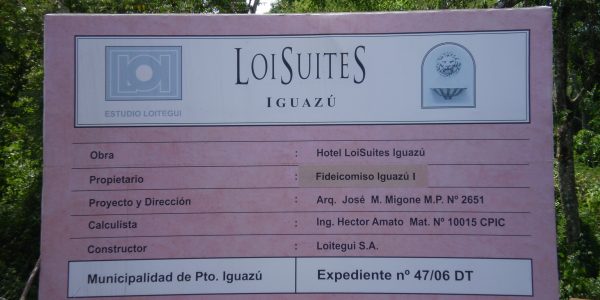 LOI
ESTUDIO LOITEGUI
LOISUITES
IGUAZÚ
Obra : Hotel LoiSuites Iguazú
Propietario : Fideicomiso Iguazú I
Proyecto y Dirección : Arq. José M. Migone M.P. Nº 2651
Calculista : Ing. Hector Amato Mat. Nº 10015 CPIC
Constructor : Loitegui S.A.
Municipalidad de Pto. Iguazú Expediente nº 47/06 DT